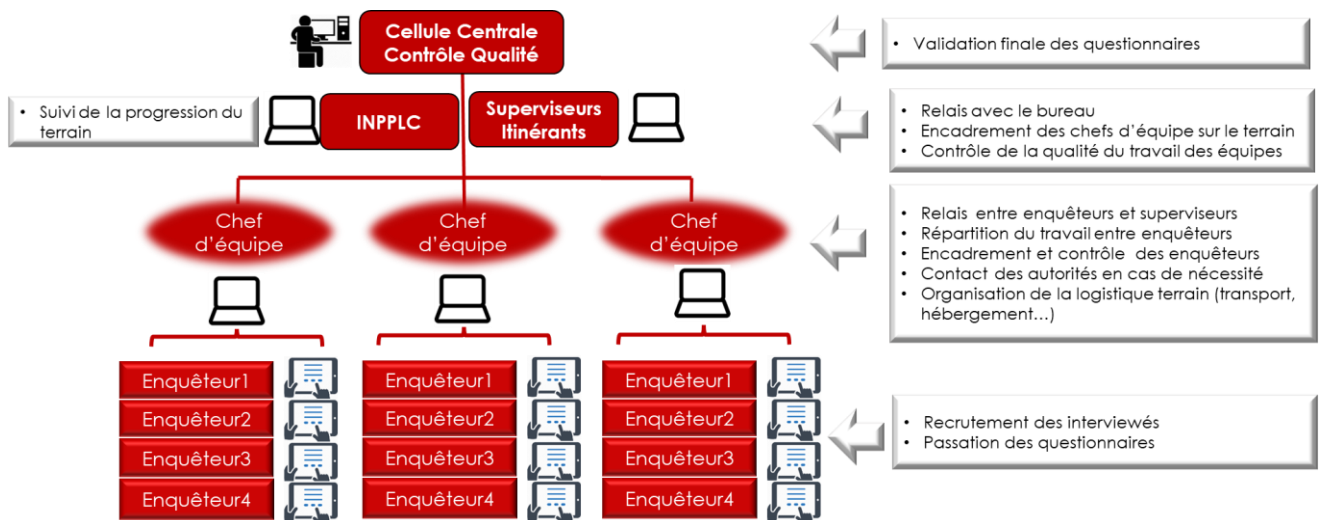 Cellule Centrale
Contrôle Qualité
• Validation finale des questionnaires
• Suivi de la progression du
terrain
INPPLC
Superviseurs
Itinérants
• Relais avec le bureau
• Encadrement des chefs d’équipe sur le terrain
• Contrôle de la qualité du travail des équipes
Chef
d’équipe
Chef
d’équipe
Chef
d’équipe
• Relais entre enquêteurs et superviseurs
• Répartition du travail entre enquêteurs
• Encadrement et contrôle des enquêteurs
• Contact des autorités en cas de nécessité
• Organisation de la logistique terrain (transport,
hébergement…)
Enquêteur1
Enquêteur2
Enquêteur3
Enquêteur4
Enquêteur1
Enquêteur2
Enquêteur3
Enquêteur4
Enquêteur1
Enquêteur2
Enquêteur3
Enquêteur4
• Recrutement des interviewés
• Passation des questionnaires